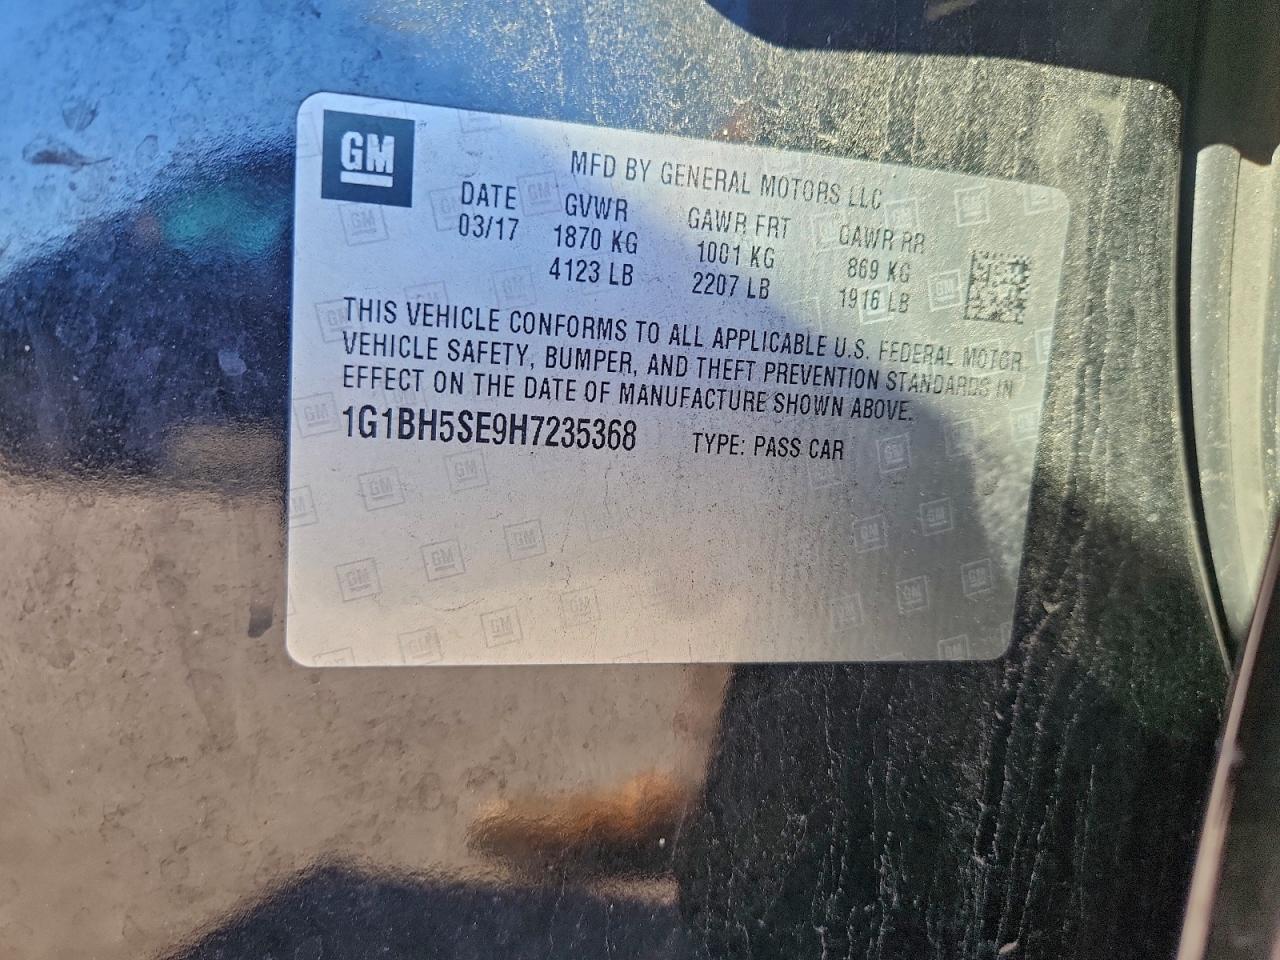 GM
MFD BY GENERAL MOTORS LLC
DATE GVWR GAWR FRT GAWR RR
03/17 1870 KG 1001 KG 869 KG
4123 LB 2207 LB 1916 LB
THIS VEHICLE CONFORMS TO ALL APPLICABLE U.S. FEDERAL MOTOR
VEHICLE SAFETY, BUMPER, AND THEFT PREVENTION STANDARDS IN
EFFECT ON THE DATE OF MANUFACTURE SHOWN ABOVE.
1G1BH5SE9H7235368 TYPE: PASS CAR